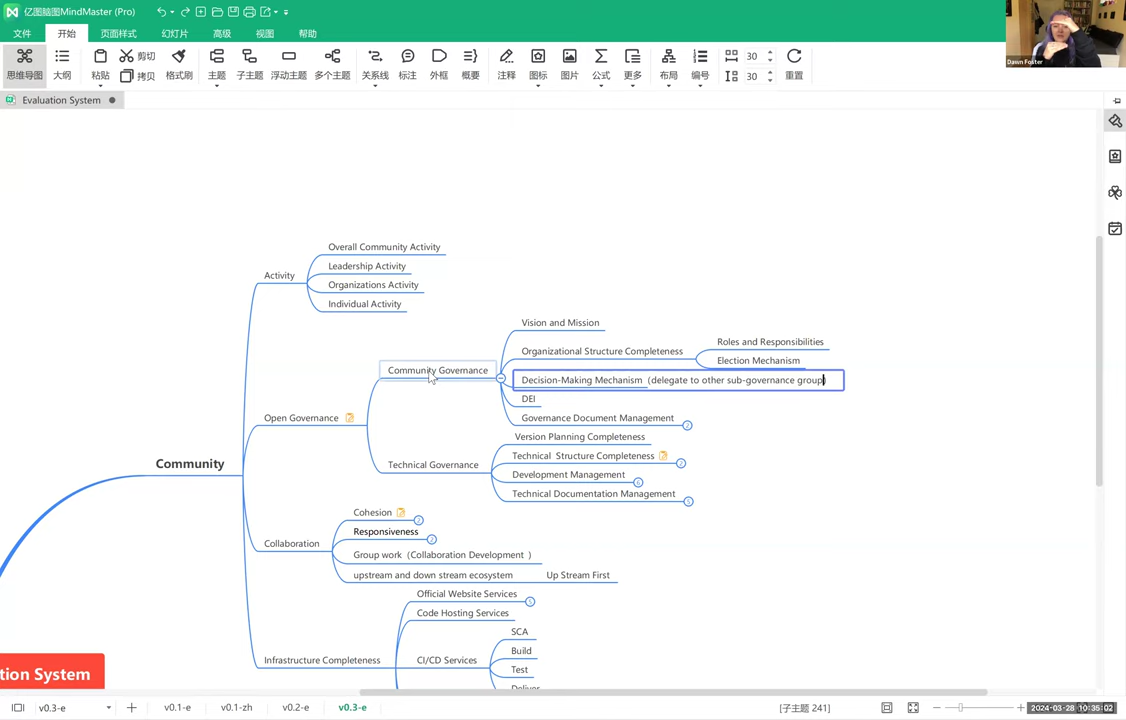 亿图脑图MindMaster (Pro)
文件 开始 页面样式 幻灯片 高级 视图 帮助
思维导图 大纲 粘贴 剪切 拷贝 格式刷 主题 子主题 浮动主题 多个主题 关系线 标注 外框 概要 注释 图标 图片 公式 更多 布局 编号 30 30 重置
Dawn Foster
Evaluation System
Activity
Overall Community Activity
Leadership Activity
Organizations Activity
Individual Activity
Open Governance
Community Governance
Vision and Mission
Organizational Structure Completeness
Roles and Responsibilities
Election Mechanism
Decision-Making Mechanism（delegate to other sub-governance group）
DEI
Governance Document Management 2
Technical Governance
Version Planning Completeness
Technical Structure Completeness 2
Development Management 6
Technical Documentation Management 5
Community
Collaboration
Cohesion 2
Responsiveness 2
Group work（Collaboration Development ）
upstream and down stream ecosystem
Up Stream First
Infrastructure Completeness
Official Website Services 5
Code Hosting Services
CI/CD Services
SCA
Build
Test
Deliver
tion System
v0.3-e v0.1-e v0.1-zh v0.2-e v0.3-e [子主题 241] 2024-03-28 10:35:02